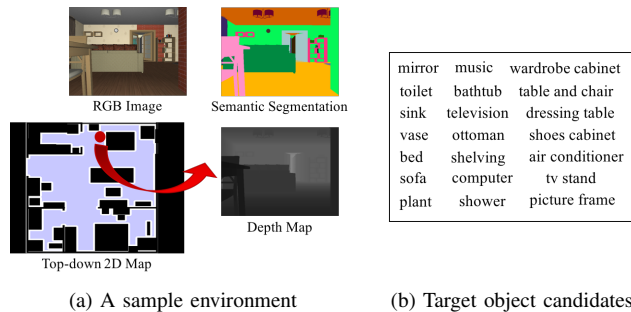 RGB Image
Semantic Segmentation
Top-down 2D Map
Depth Map
(a) A sample environment
mirror music wardrobe cabinet
toilet bathtub table and chair
sink television dressing table
vase ottoman shoes cabinet
bed shelving air conditioner
sofa computer tv stand
plant shower picture frame
(b) Target object candidates